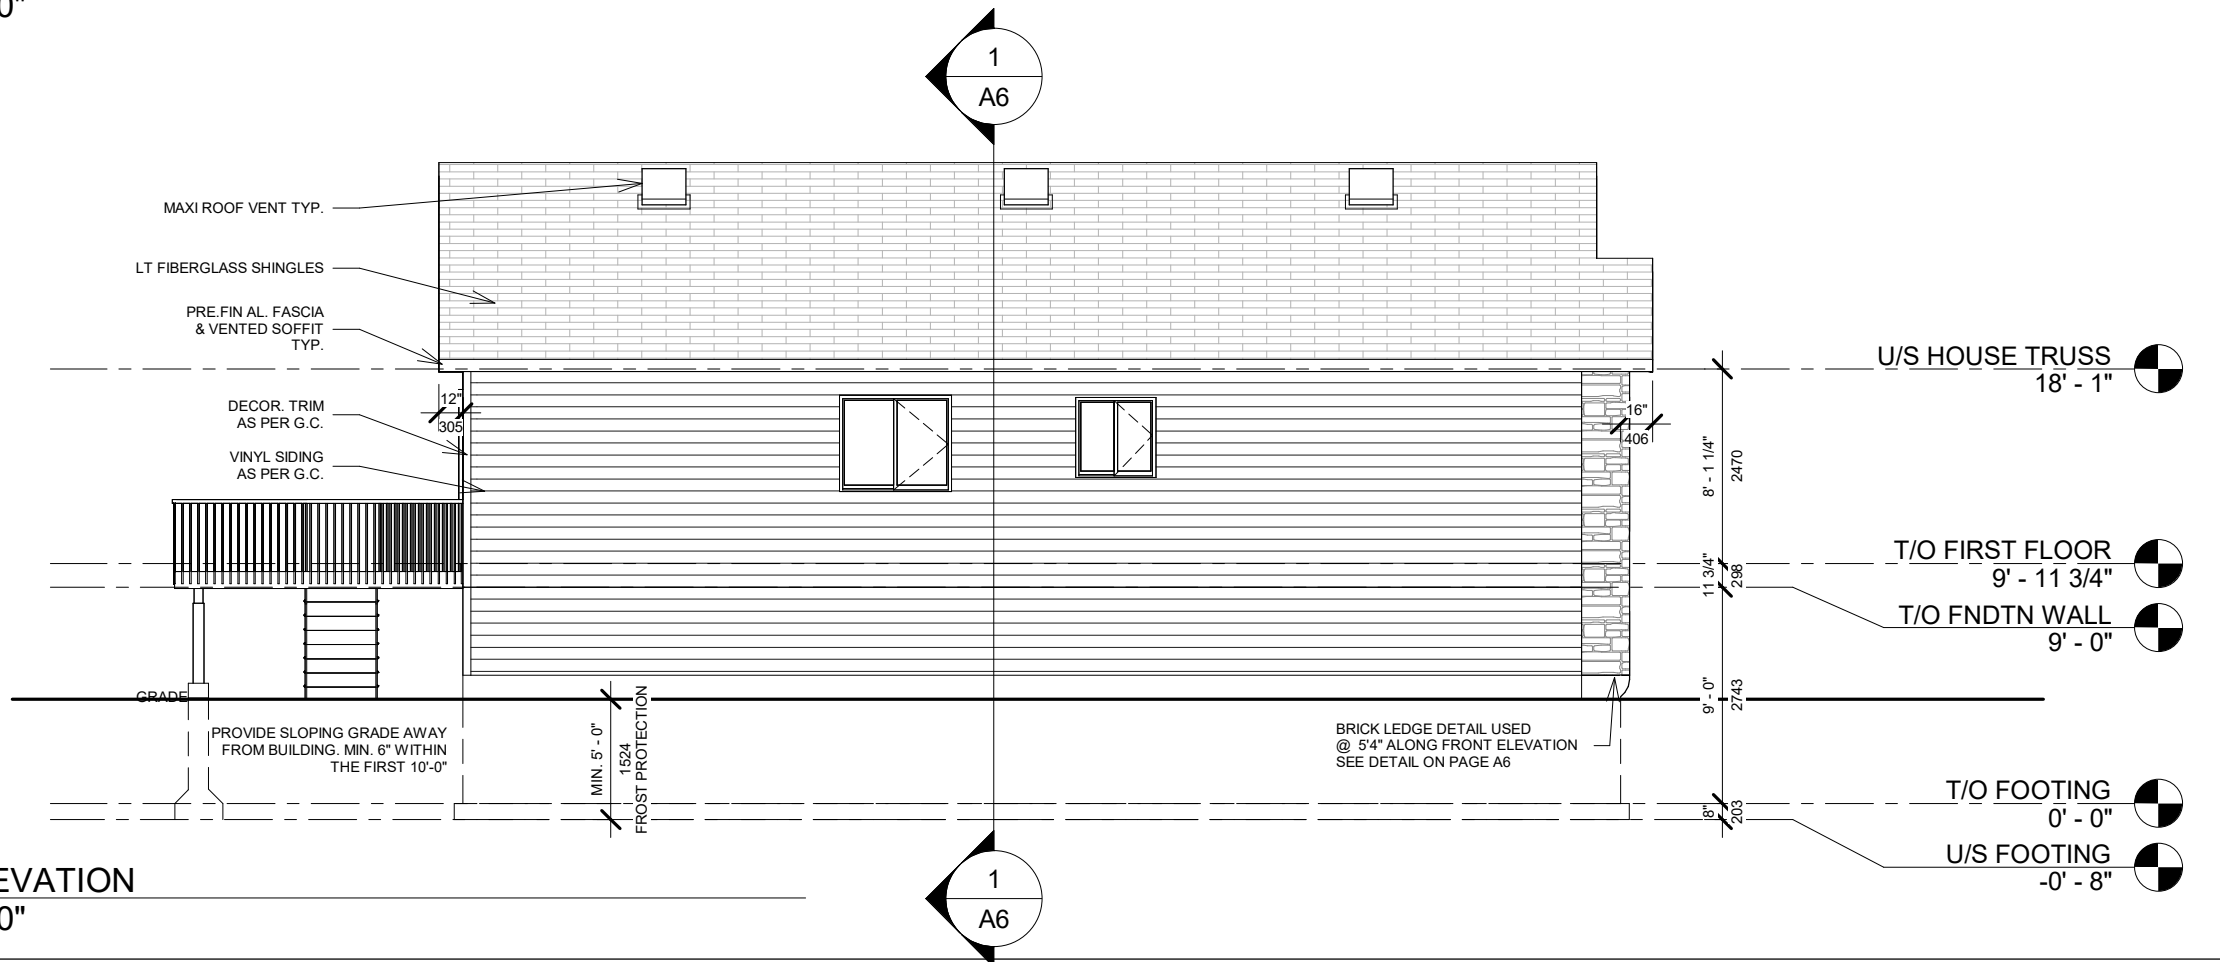 0"
1
A6
MAXI ROOF VENT TYP.
LT FIBERGLASS SHINGLES
PRE.FIN AL. FASCIA
& VENTED SOFFIT
TYP.
DECOR. TRIM
AS PER G.C.
VINYL SIDING
AS PER G.C.
12"
305
16"
406
U/S HOUSE TRUSS
18' - 1"
8' - 1 1/4"
2470
T/O FIRST FLOOR
9' - 11 3/4"
11 3/4"
298
T/O FNDTN WALL
9' - 0"
9' - 0"
2743
GRADE
PROVIDE SLOPING GRADE AWAY
FROM BUILDING. MIN. 6" WITHIN
THE FIRST 10'-0"
MIN. 5' - 0"
1524
FROST PROTECTION
BRICK LEDGE DETAIL USED
@ 5'4" ALONG FRONT ELEVATION
SEE DETAIL ON PAGE A6
T/O FOOTING
0' - 0"
8"
203
U/S FOOTING
-0' - 8"
EVATION
0"
1
A6